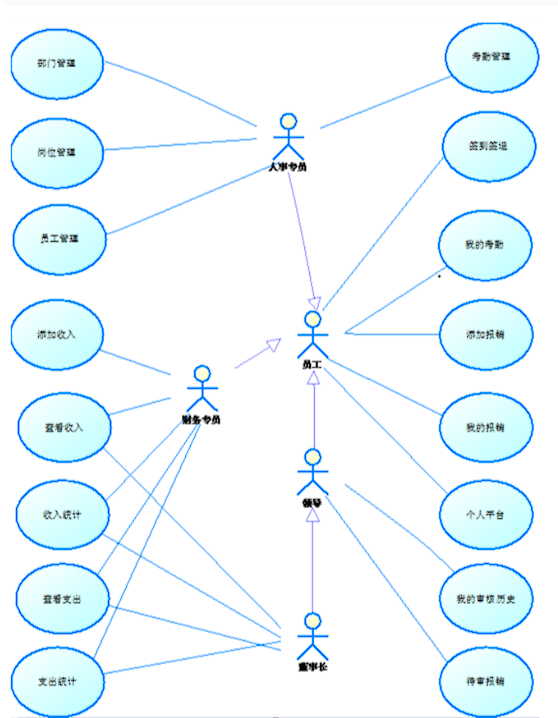 部门管理
考勤管理
岗位管理
签到签退
人事专员
员工管理
我的考勤
添加收入
添加报销
员工
财务专员
查看收入
我的报销
领导
收入统计
个人平台
查看支出
我的审核历史
董事长
支出统计
待审报销